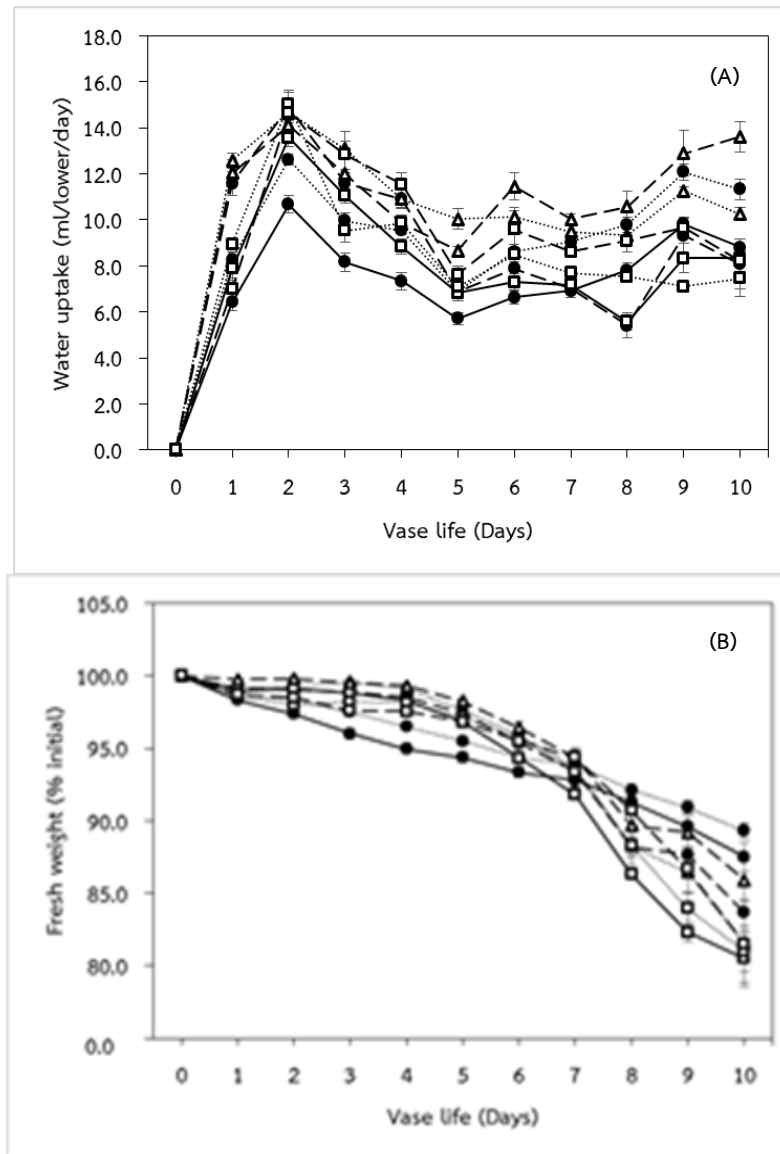 18.0
(A)
16.0
14.0
12.0
10.0
8.0
6.0
4.0
2.0
0.0
Water uptake (ml/lower/day)
0 1 2 3 4 5 6 7 8 9 10
Vase life (Days)
105.0
(B)
100.0
95.0
90.0
85.0
80.0
0.0
Fresh weight (% initial)
0 1 2 3 4 5 6 7 8 9 10
Vase life (Days)